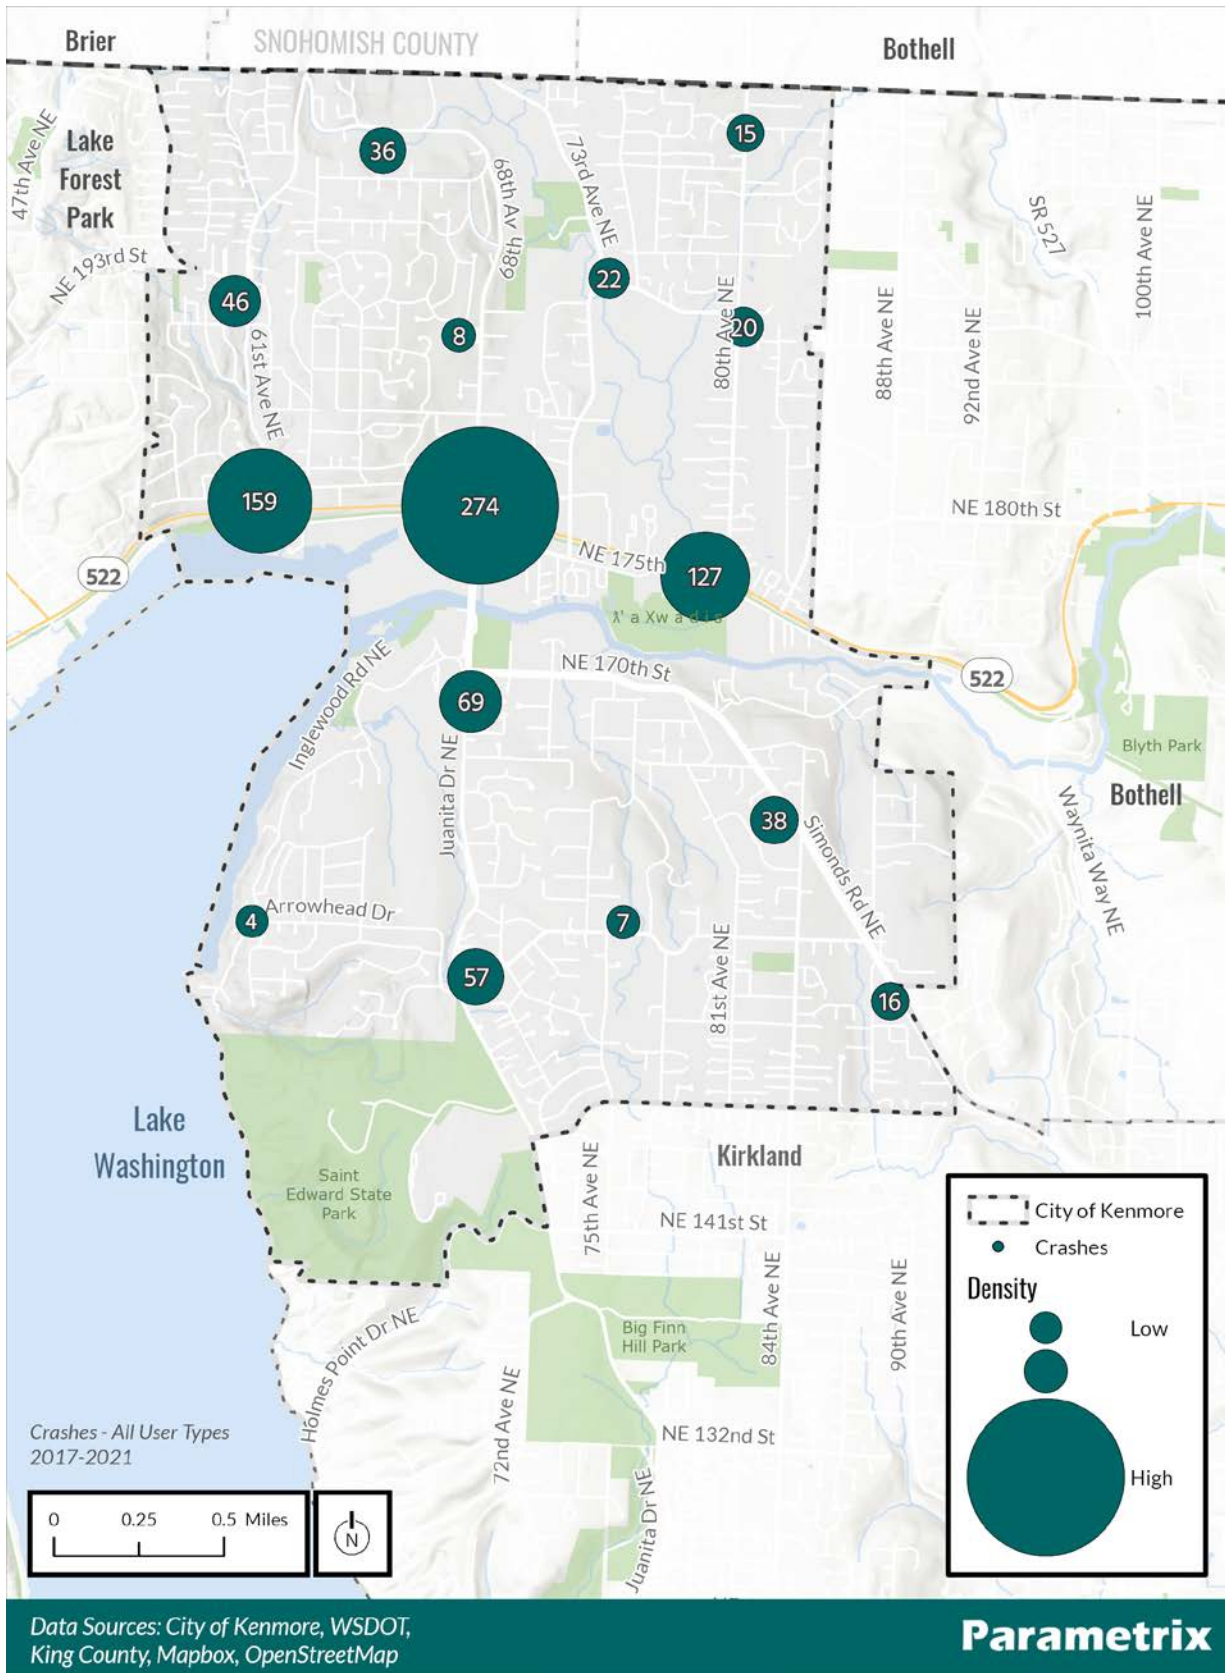 Brier
SNOHOMISH COUNTY
Bothell
Lake
Forest
Park
47th Ave NE
NE 193rd St
36
15
68th Av
68th
73rd Ave NE
SR 527
100th Ave NE
46
22
8
20
61st Ave NE
80th Ave NE
88th Ave NE
92nd Ave NE
159
274
NE 180th St
NE 175th
127
522
ƛ' a Xw a d i s
Inglewood Rd NE
NE 170th St
522
69
Juanita Dr NE
Blyth Park
Bothell
38
Simonds Rd NE
Waynita Way NE
4
Arrowhead Dr
7
57
81st Ave NE
16
Lake
Washington
Saint
Edward State
Park
Kirkland
75th Ave NE
NE 141st St
84th Ave NE
90th Ave NE
Big Finn
Hill Park
Holmes Point Dr NE
72nd Ave NE
NE 132nd St
Juanita Dr NE
City of Kenmore
Crashes
Density
Low
High
Crashes - All User Types
2017-2021
0 0.25 0.5 Miles
N
Data Sources: City of Kenmore, WSDOT,
King County, Mapbox, OpenStreetMap
Parametrix